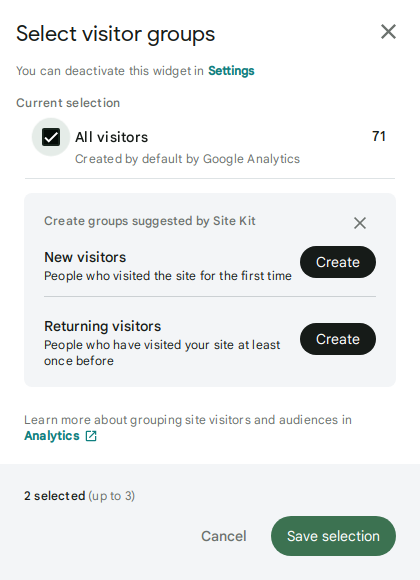 Select visitor groups
You can deactivate this widget in Settings
Current selection
All visitors 71
Created by default by Google Analytics
Create groups suggested by Site Kit
New visitors
People who visited the site for the first time
Create
Returning visitors
People who have visited your site at least
once before
Create
Learn more about grouping site visitors and audiences in
Analytics
2 selected (up to 3)
Cancel Save selection